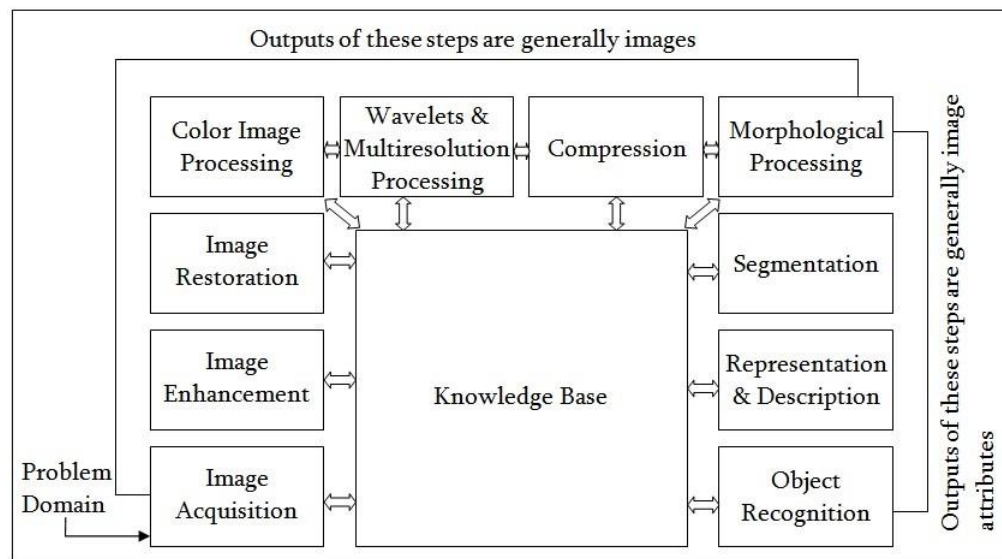 Outputs of these steps are generally images
Color Image
Processing
Wavelets &
Multiresolution
Processing
Compression
Morphological
Processing
Image
Restoration
Segmentation
Image
Enhancement
Knowledge Base
Representation
& Description
Problem
Domain
Image
Acquisition
Object
Recognition
Outputs of these steps are generally image
attributes